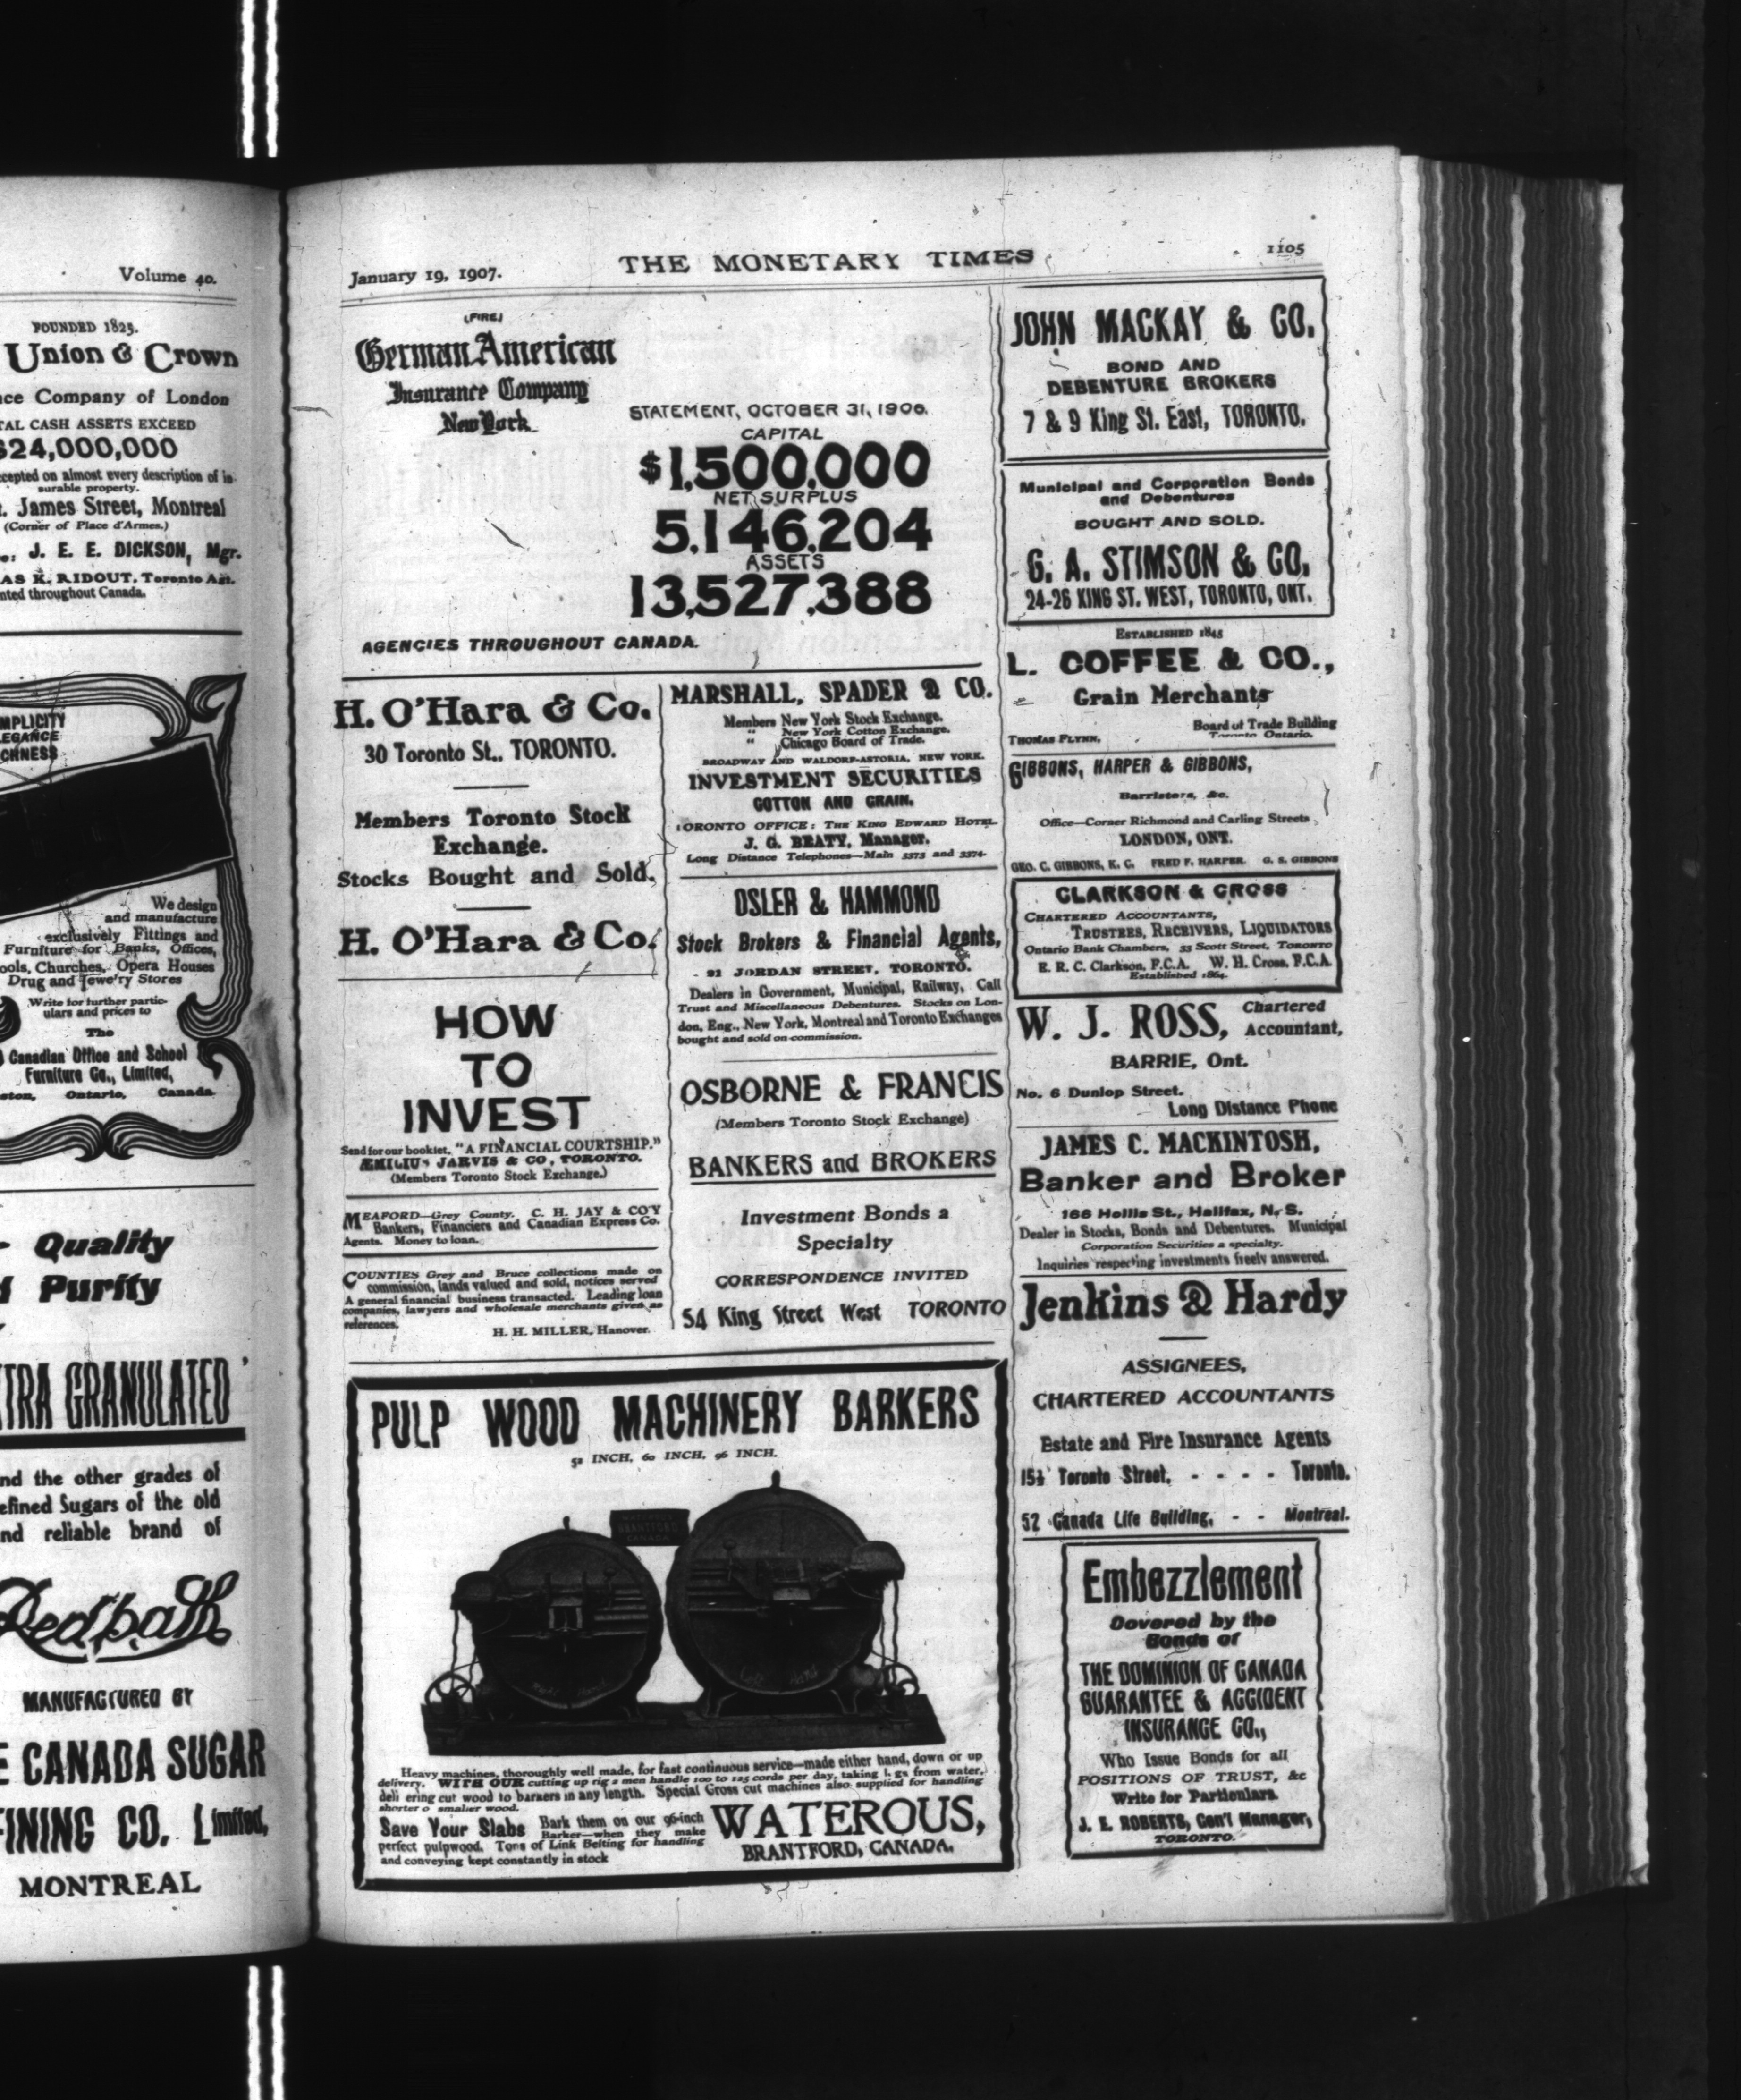 Volume 40.
FOUNDED 1825.
Union & Crown
Company of London
CASH ASSETS EXCEED
$24,000,000
on almost every description of in-
surable property.
James Street, Montreal
(Corner of Place d'Armes.)
J. E. E. DICKSON, Mgr.
K. RIDOUT, Toronto Agt.
throughout Canada.
We design
and manufacture
exclusively Fittings and
Furniture for Banks, Offices,
Churches, Opera Houses
Drug and Jewe'ry Stores
Write for further partic-
ulars and prices to
The
Canadian Office and School
Furniture Co., Limited,
Ontario, Canada.
Quality
Purity
GRANULATED
the other grades of
Sugars of the old
reliable brand of
Redpath
MANUFACTURED BY
CANADA SUGAR
CO. Limited,
MONTREAL
January 19, 1907.
THE MONETARY TIMES
1105
(FIRE)
German American
Insurance Company
New York
STATEMENT, OCTOBER 31, 1906.
CAPITAL
$1,500,000
NET SURPLUS
5,146,204
ASSETS
13,527,388
AGENCIES THROUGHOUT CANADA.
H. O'Hara & Co.
30 Toronto St., TORONTO.
Members Toronto Stock
Exchange.
Stocks Bought and Sold.
H. O'Hara & Co.
HOW
TO
INVEST
Send for our booklet, "A FINANCIAL COURTSHIP."
ÆMILIUS JARVIS & CO, TORONTO.
(Members Toronto Stock Exchange.)
MEAFORD—Grey County. C. H. JAY & CO'Y
Bankers, Financiers and Canadian Express Co.
Agents. Money to loan.
COUNTIES Grey and Bruce collections made on
commission, lands valued and sold, notices served
A general financial business transacted. Leading loan
companies, lawyers and wholesale merchants given as
references.
H. H. MILLER, Hanover.
MARSHALL, SPADER & CO.
Members New York Stock Exchange.
" New York Cotton Exchange.
" Chicago Board of Trade.
BROADWAY AND WALDORF-ASTORIA, NEW YORK.
INVESTMENT SECURITIES
COTTON AND GRAIN.
TORONTO OFFICE: THE KING EDWARD HOTEL
J. G. BEATY, Manager.
Long Distance Telephones—Main 3373 and 3374.
OSLER & HAMMOND
Stock Brokers & Financial Agents,
21 JORDAN STREET, TORONTO.
Dealers in Government, Municipal, Railway, Call
Trust and Miscellaneous Debentures. Stocks on Lon-
don, Eng., New York, Montreal and Toronto Exchanges
bought and sold on commission.
OSBORNE & FRANCIS
(Members Toronto Stock Exchange)
BANKERS and BROKERS
Investment Bonds a
Specialty
CORRESPONDENCE INVITED
54 King Street West TORONTO
PULP WOOD MACHINERY BARKERS
52 INCH, 60 INCH, 96 INCH.
WATEROUS
BRANTFORD
CANADA
Heavy machines, thoroughly well made, for fast continuous service—made either hand, down or up
delivery. WITH OUR cutting up rig 2 men handle 100 to 125 cords per day, taking l gs from water,
deli ering cut wood to barkers in any length. Special Gross cut machines also supplied for handling
shorter o smaller wood.
Save Your Slabs Bark them on our 96-inch
Barker—when they make
perfect pulpwood. Tons of Link Belting for handling
and conveying kept constantly in stock
WATEROUS,
BRANTFORD, CANADA.
JOHN MACKAY & CO.
BOND AND
DEBENTURE BROKERS
7 & 9 King St. East, TORONTO.
Municipal and Corporation Bonds
and Debentures
BOUGHT AND SOLD.
G. A. STIMSON & CO.
24-26 KING ST. WEST, TORONTO, ONT.
ESTABLISHED 1845
L. COFFEE & CO.,
Grain Merchants
THOMAS FLYNN,
Board of Trade Building
Toronto Ontario.
GIBBONS, HARPER & GIBBONS,
Barristers, &c.
Office—Corner Richmond and Carling Streets
LONDON, ONT.
GEO. C. GIBBONS, K. C. FRED F. HARPER. G. S. GIBBONS
CLARKSON & CROSS
CHARTERED ACCOUNTANTS,
TRUSTEES, RECEIVERS, LIQUIDATORS
Ontario Bank Chambers, 33 Scott Street, TORONTO
E. R. C. Clarkson, F.C.A. W. H. Cross, F.C.A.
Established 1864.
W. J. ROSS, Chartered
Accountant,
BARRIE, Ont.
No. 6 Dunlop Street.
Long Distance Phone
JAMES C. MACKINTOSH,
Banker and Broker
166 Hollis St., Halifax, N. S.
Dealer in Stocks, Bonds and Debentures. Municipal
Corporation Securities a specialty.
Inquiries respecting investments freely answered.
Jenkins & Hardy
ASSIGNEES,
CHARTERED ACCOUNTANTS
Estate and Fire Insurance Agents
15½ Toronto Street, - - - - Toronto.
52 Canada Life Building, - - Montreal.
Embezzlement
Covered by the
Bonds of
THE DOMINION OF CANADA
GUARANTEE & ACCIDENT
INSURANCE CO.,
Who Issue Bonds for all
POSITIONS OF TRUST, &c
Write for Particulars
J. E. ROBERTS, Gen'l Manager,
TORONTO.